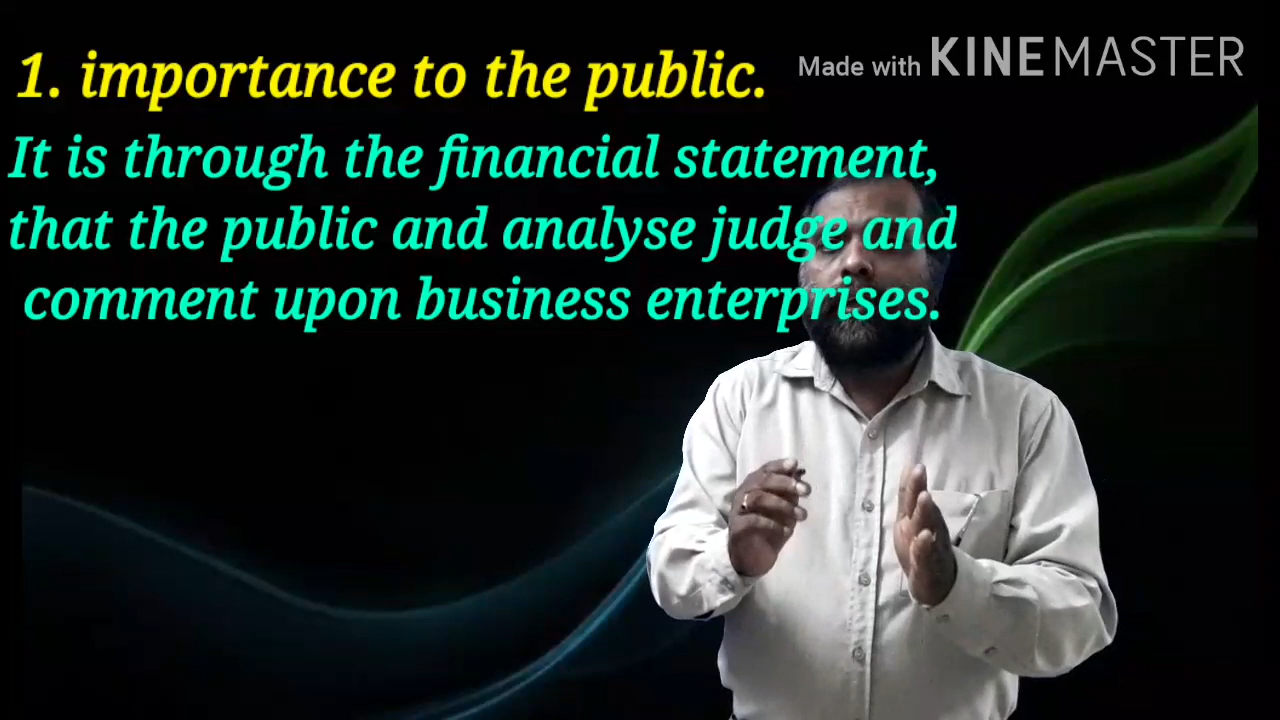 1. importance to the public.
Made with KINEMASTER
It is through the financial statement,
that the public and analyse judge and
comment upon business enterprises.